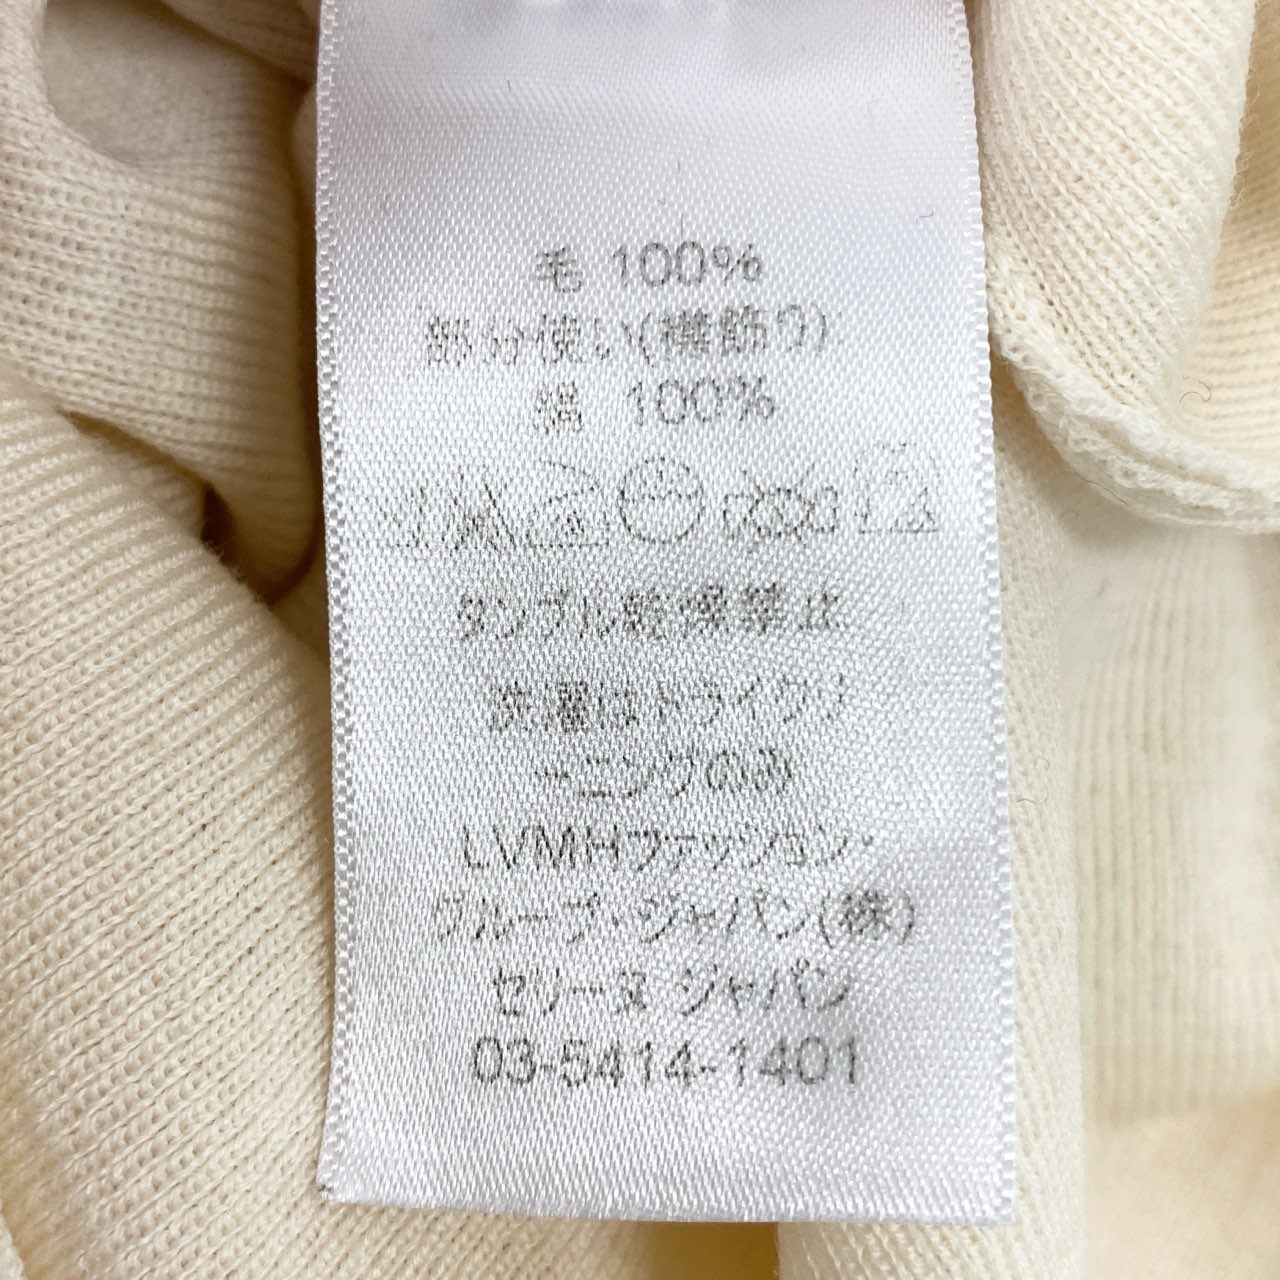 毛 100%
部分使い(襟飾り)
絹 100%
タンブル乾燥禁止
洗濯はドライクリ
ーニングのみ
LVMHファッション・
グループ・ジャパン(株)
セリーヌ ジャパン
03-5414-1401